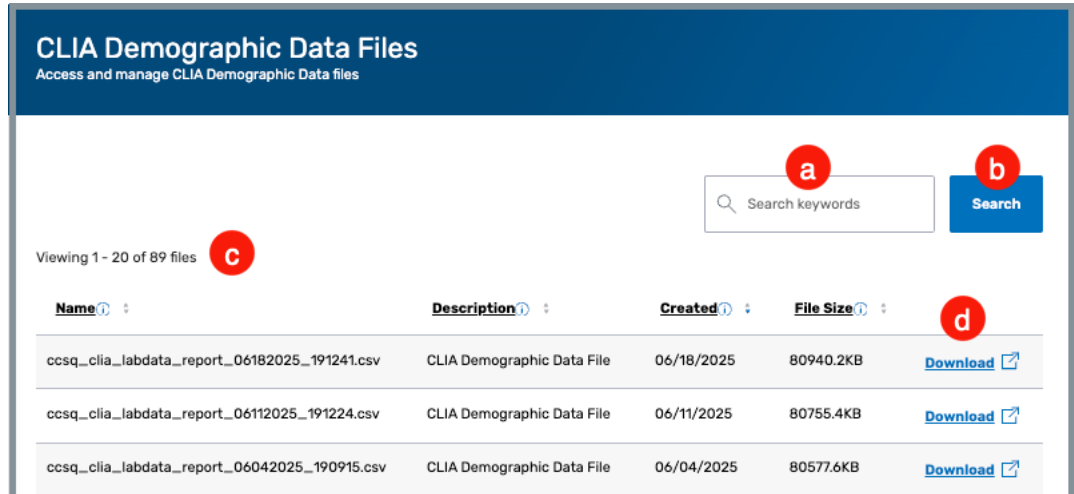 CLIA Demographic Data Files
Access and manage CLIA Demographic Data files
a
b
Search keywords
Search
Viewing 1 - 20 of 89 files
c
Name Description Created File Size
d
ccsq_clia_labdata_report_06182025_191241.csv CLIA Demographic Data File 06/18/2025 80940.2KB Download
ccsq_clia_labdata_report_06112025_191224.csv CLIA Demographic Data File 06/11/2025 80755.4KB Download
ccsq_clia_labdata_report_06042025_190915.csv CLIA Demographic Data File 06/04/2025 80577.6KB Download